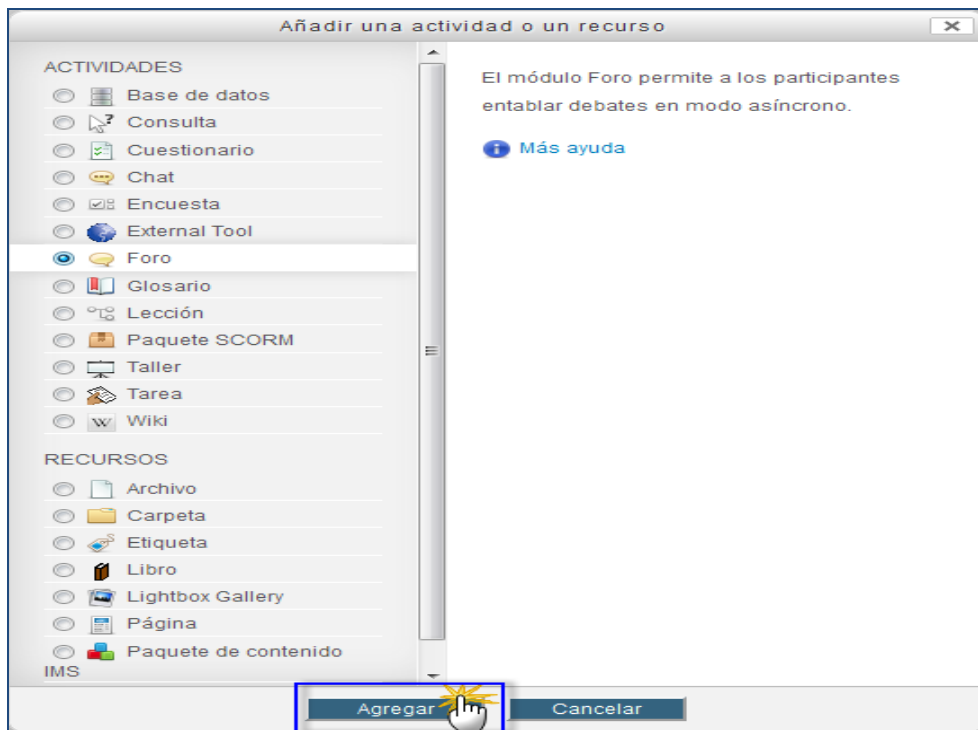 Añadir una actividad o un recurso
ACTIVIDADES
Base de datos
Consulta
Cuestionario
Chat
Encuesta
External Tool
Foro
Glosario
Lección
Paquete SCORM
Taller
Tarea
Wiki
RECURSOS
Archivo
Carpeta
Etiqueta
Libro
Lightbox Gallery
Página
Paquete de contenido
IMS
El módulo Foro permite a los participantes
entablar debates en modo asíncrono.
Más ayuda
Agregar
Cancelar